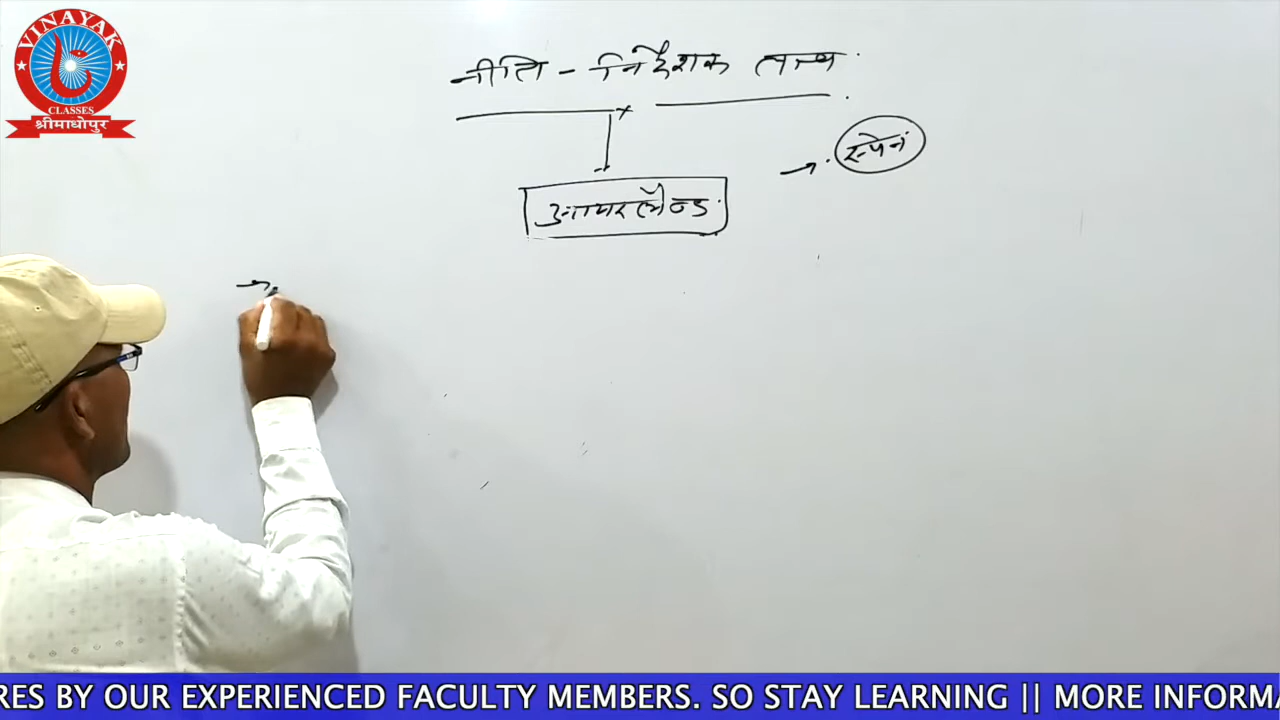 VINAYAK
CLASSES
श्रीमाधोपुर
नीति - निर्देशक तत्व
स्पेन
आयरलैण्ड
RES BY OUR EXPERIENCED FACULTY MEMBERS. SO STAY LEARNING || MORE INFORMA